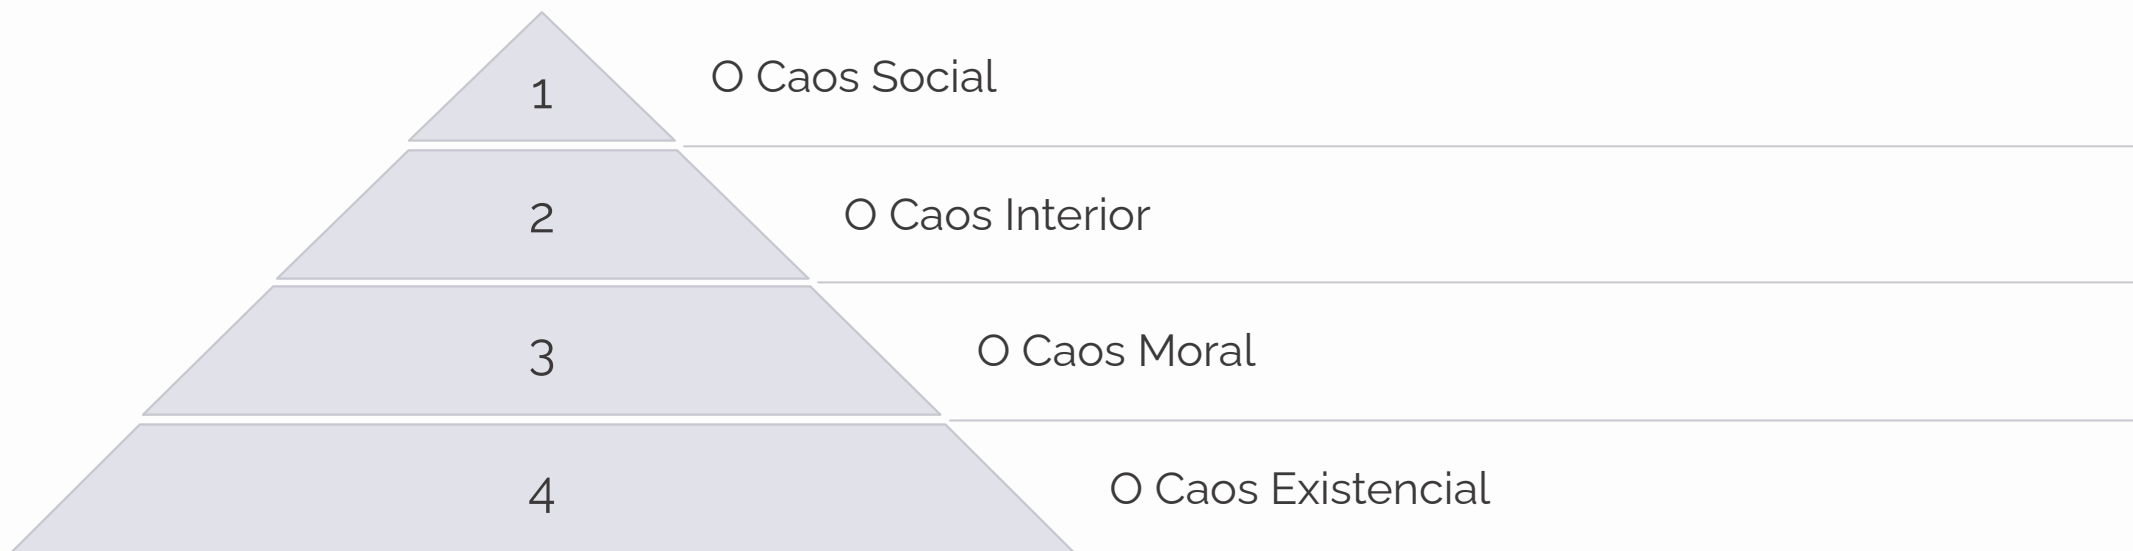 1
O Caos Social
2
O Caos Interior
3
O Caos Moral
4
O Caos Existencial